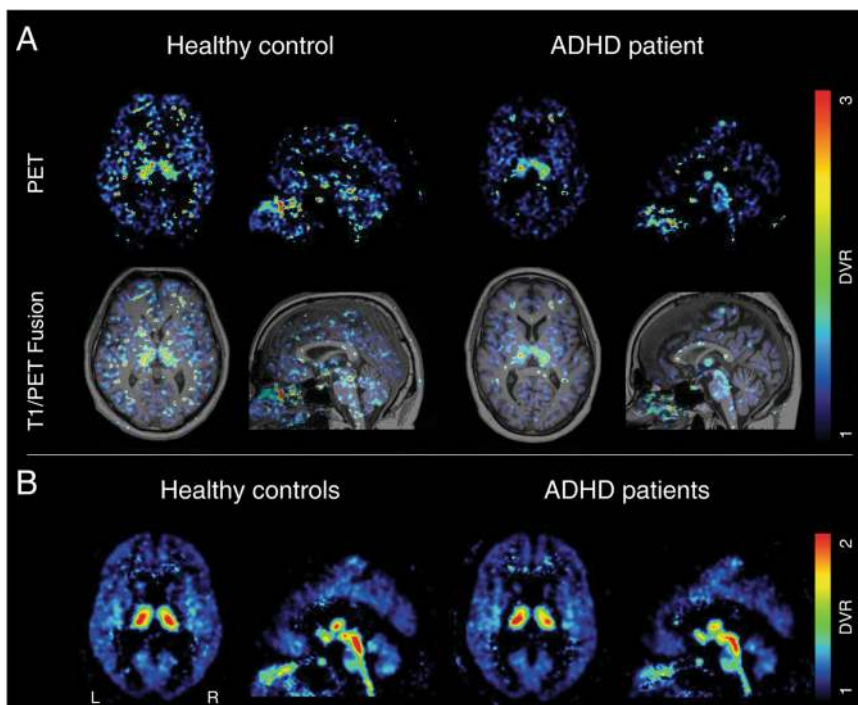 A
Healthy control
ADHD patient
PET
3
DVR
1
T1/PET Fusion
B
Healthy controls
ADHD patients
2
DVR
1
L
R